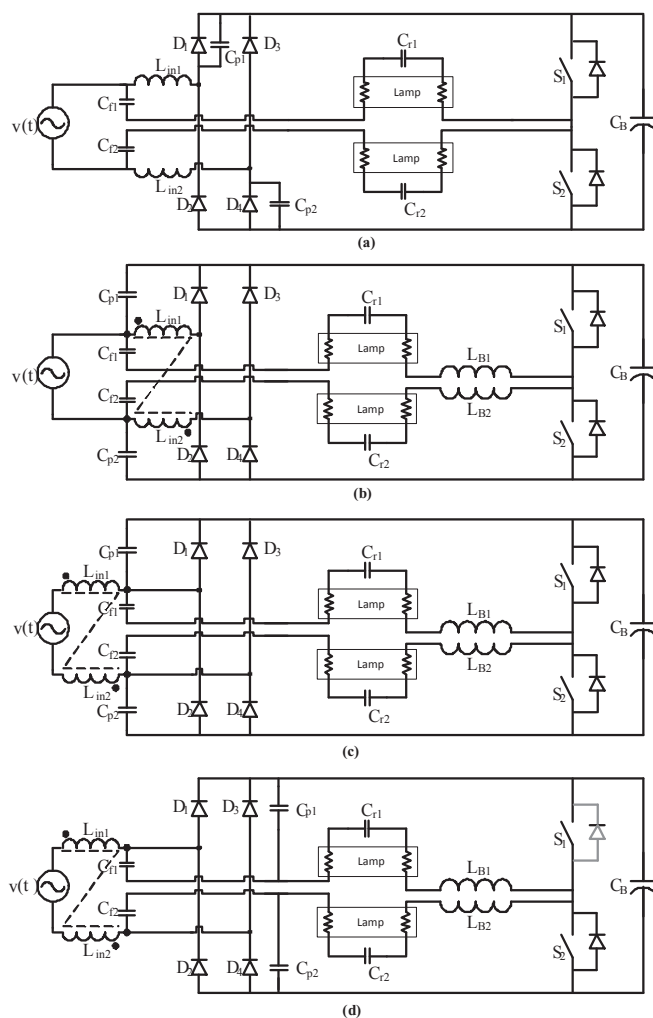 D1 Cp1 D3
Lin1 Cr1
Cf1 Lamp S1
v(t) CB
Cf2 Lamp
Lin2 S2
D2 D4 Cp2 Cr2
(a)
Cp1 D1 D3
Lin1 Cr1
Cf1 Lamp S1
v(t) LB1 CB
Cf2 Lamp LB2
Lin2 S2
Cp2 D2 D4 Cr2
(b)
Cp1 D1 D3
Lin1 Cr1
Cf1 Lamp S1
v(t) LB1 CB
Cf2 Lamp LB2
Lin2 S2
Cp2 D2 D4 Cr2
(c)
D1 D3 Cp1
Lin1 Cr1
Cf1 Lamp S1
v(t) LB1 CB
Cf2 Lamp LB2
Lin2 S2
D2 D4 Cp2 Cr2
(d)